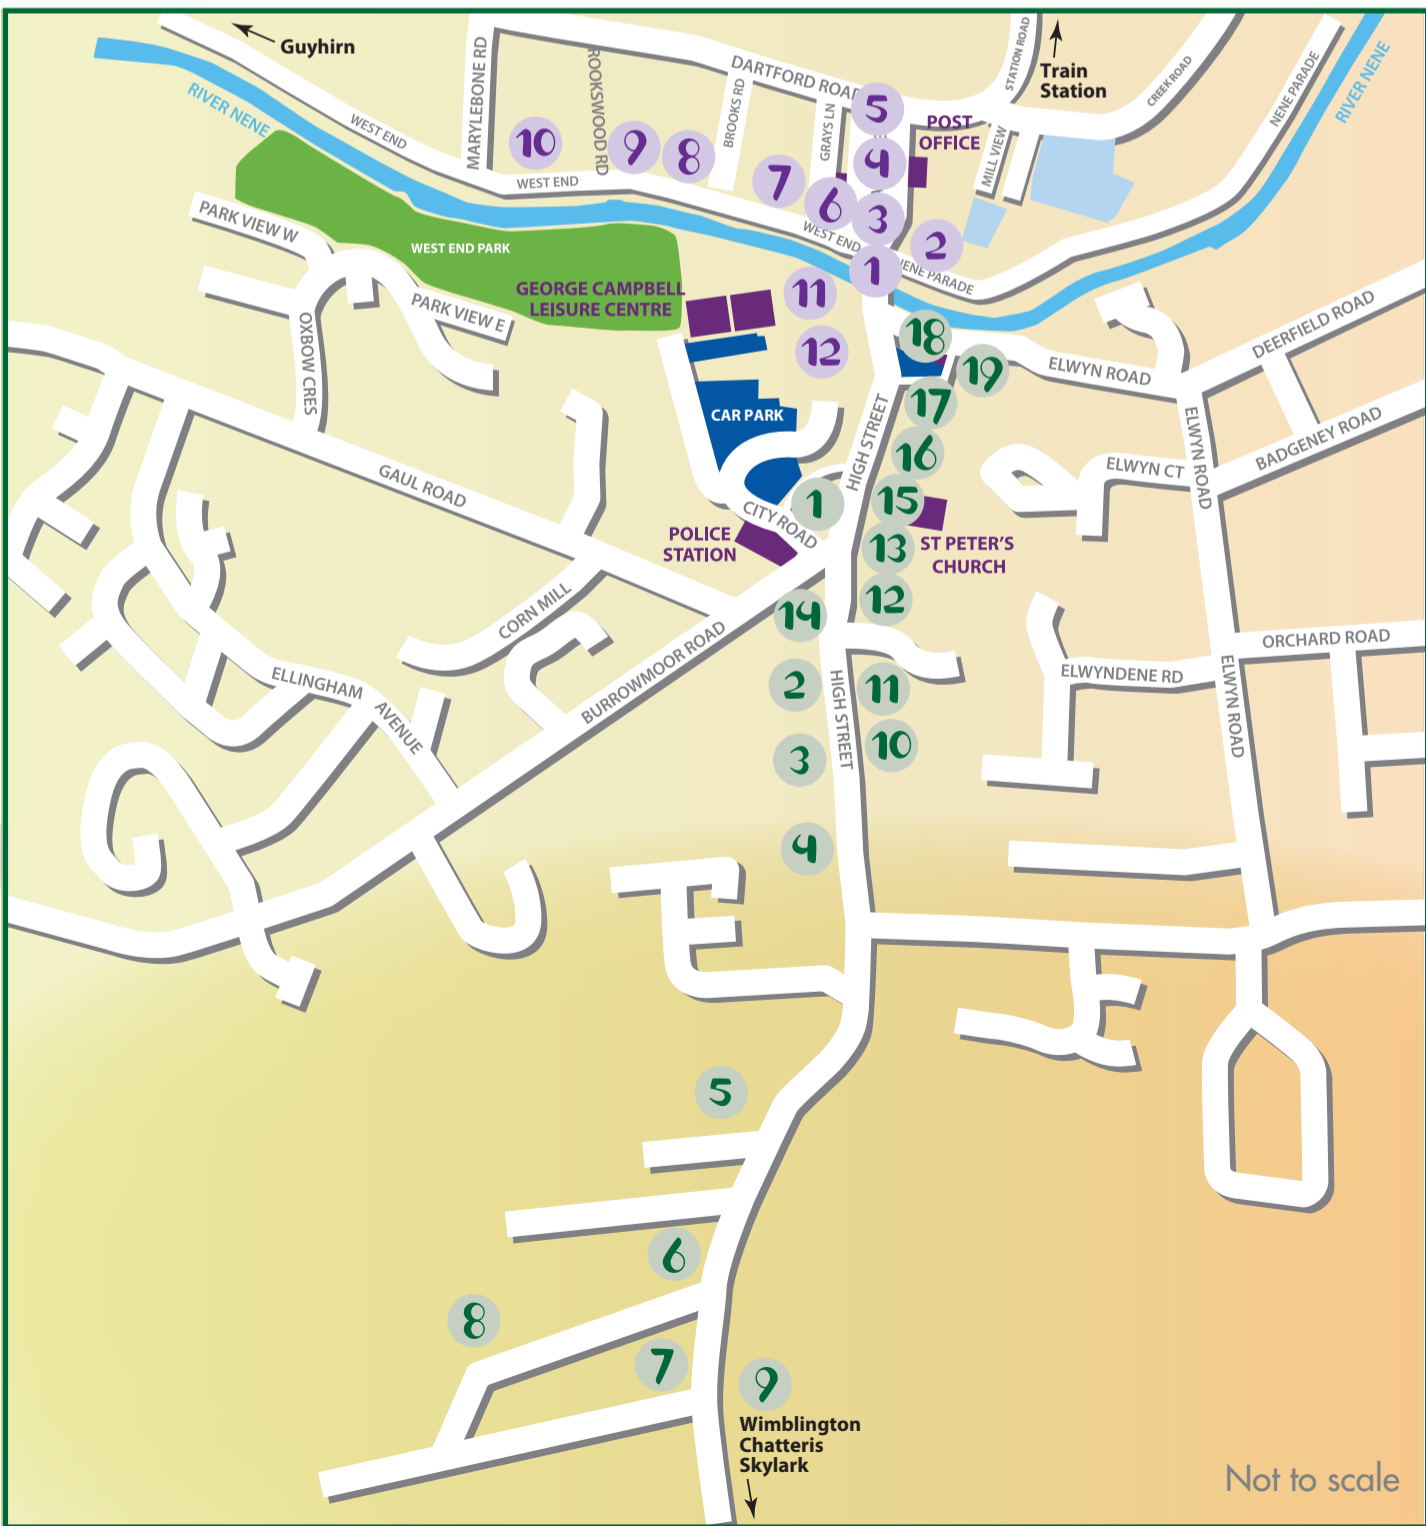 Guyhirn
RIVER NENE
WEST END
MARYLEBONE RD
ROOKSWOOD RD
BROOKS RD
DARTFORD ROAD
GRAYS LN
STATION ROAD
Train
Station
CREEK ROAD
NENE PARADE
RIVER NENE
POST
OFFICE
MILL VIEW
10
9
8
7
6
5
4
3
2
1
WEST END
WEST END
NENE PARADE
PARK VIEW W
WEST END PARK
PARK VIEW E
OXBOW CRES
GEORGE CAMPBELL
LEISURE CENTRE
11
12
18
19
17
16
15
13
12
ELWYN ROAD
DEERFIELD ROAD
BADGENEY ROAD
ELWYN CT
ELWYN ROAD
CAR PARK
HIGH STREET
1
CITY ROAD
POLICE
STATION
ST PETER'S
CHURCH
GAUL ROAD
CORN MILL
BURROWMOOR ROAD
ELLINGHAM
AVENUE
14
2
11
3
10
4
HIGH STREET
ELWYNDENE RD
ORCHARD ROAD
ELWYN ROAD
5
6
8
7
9
Wimblington
Chatteris
Skylark
Not to scale